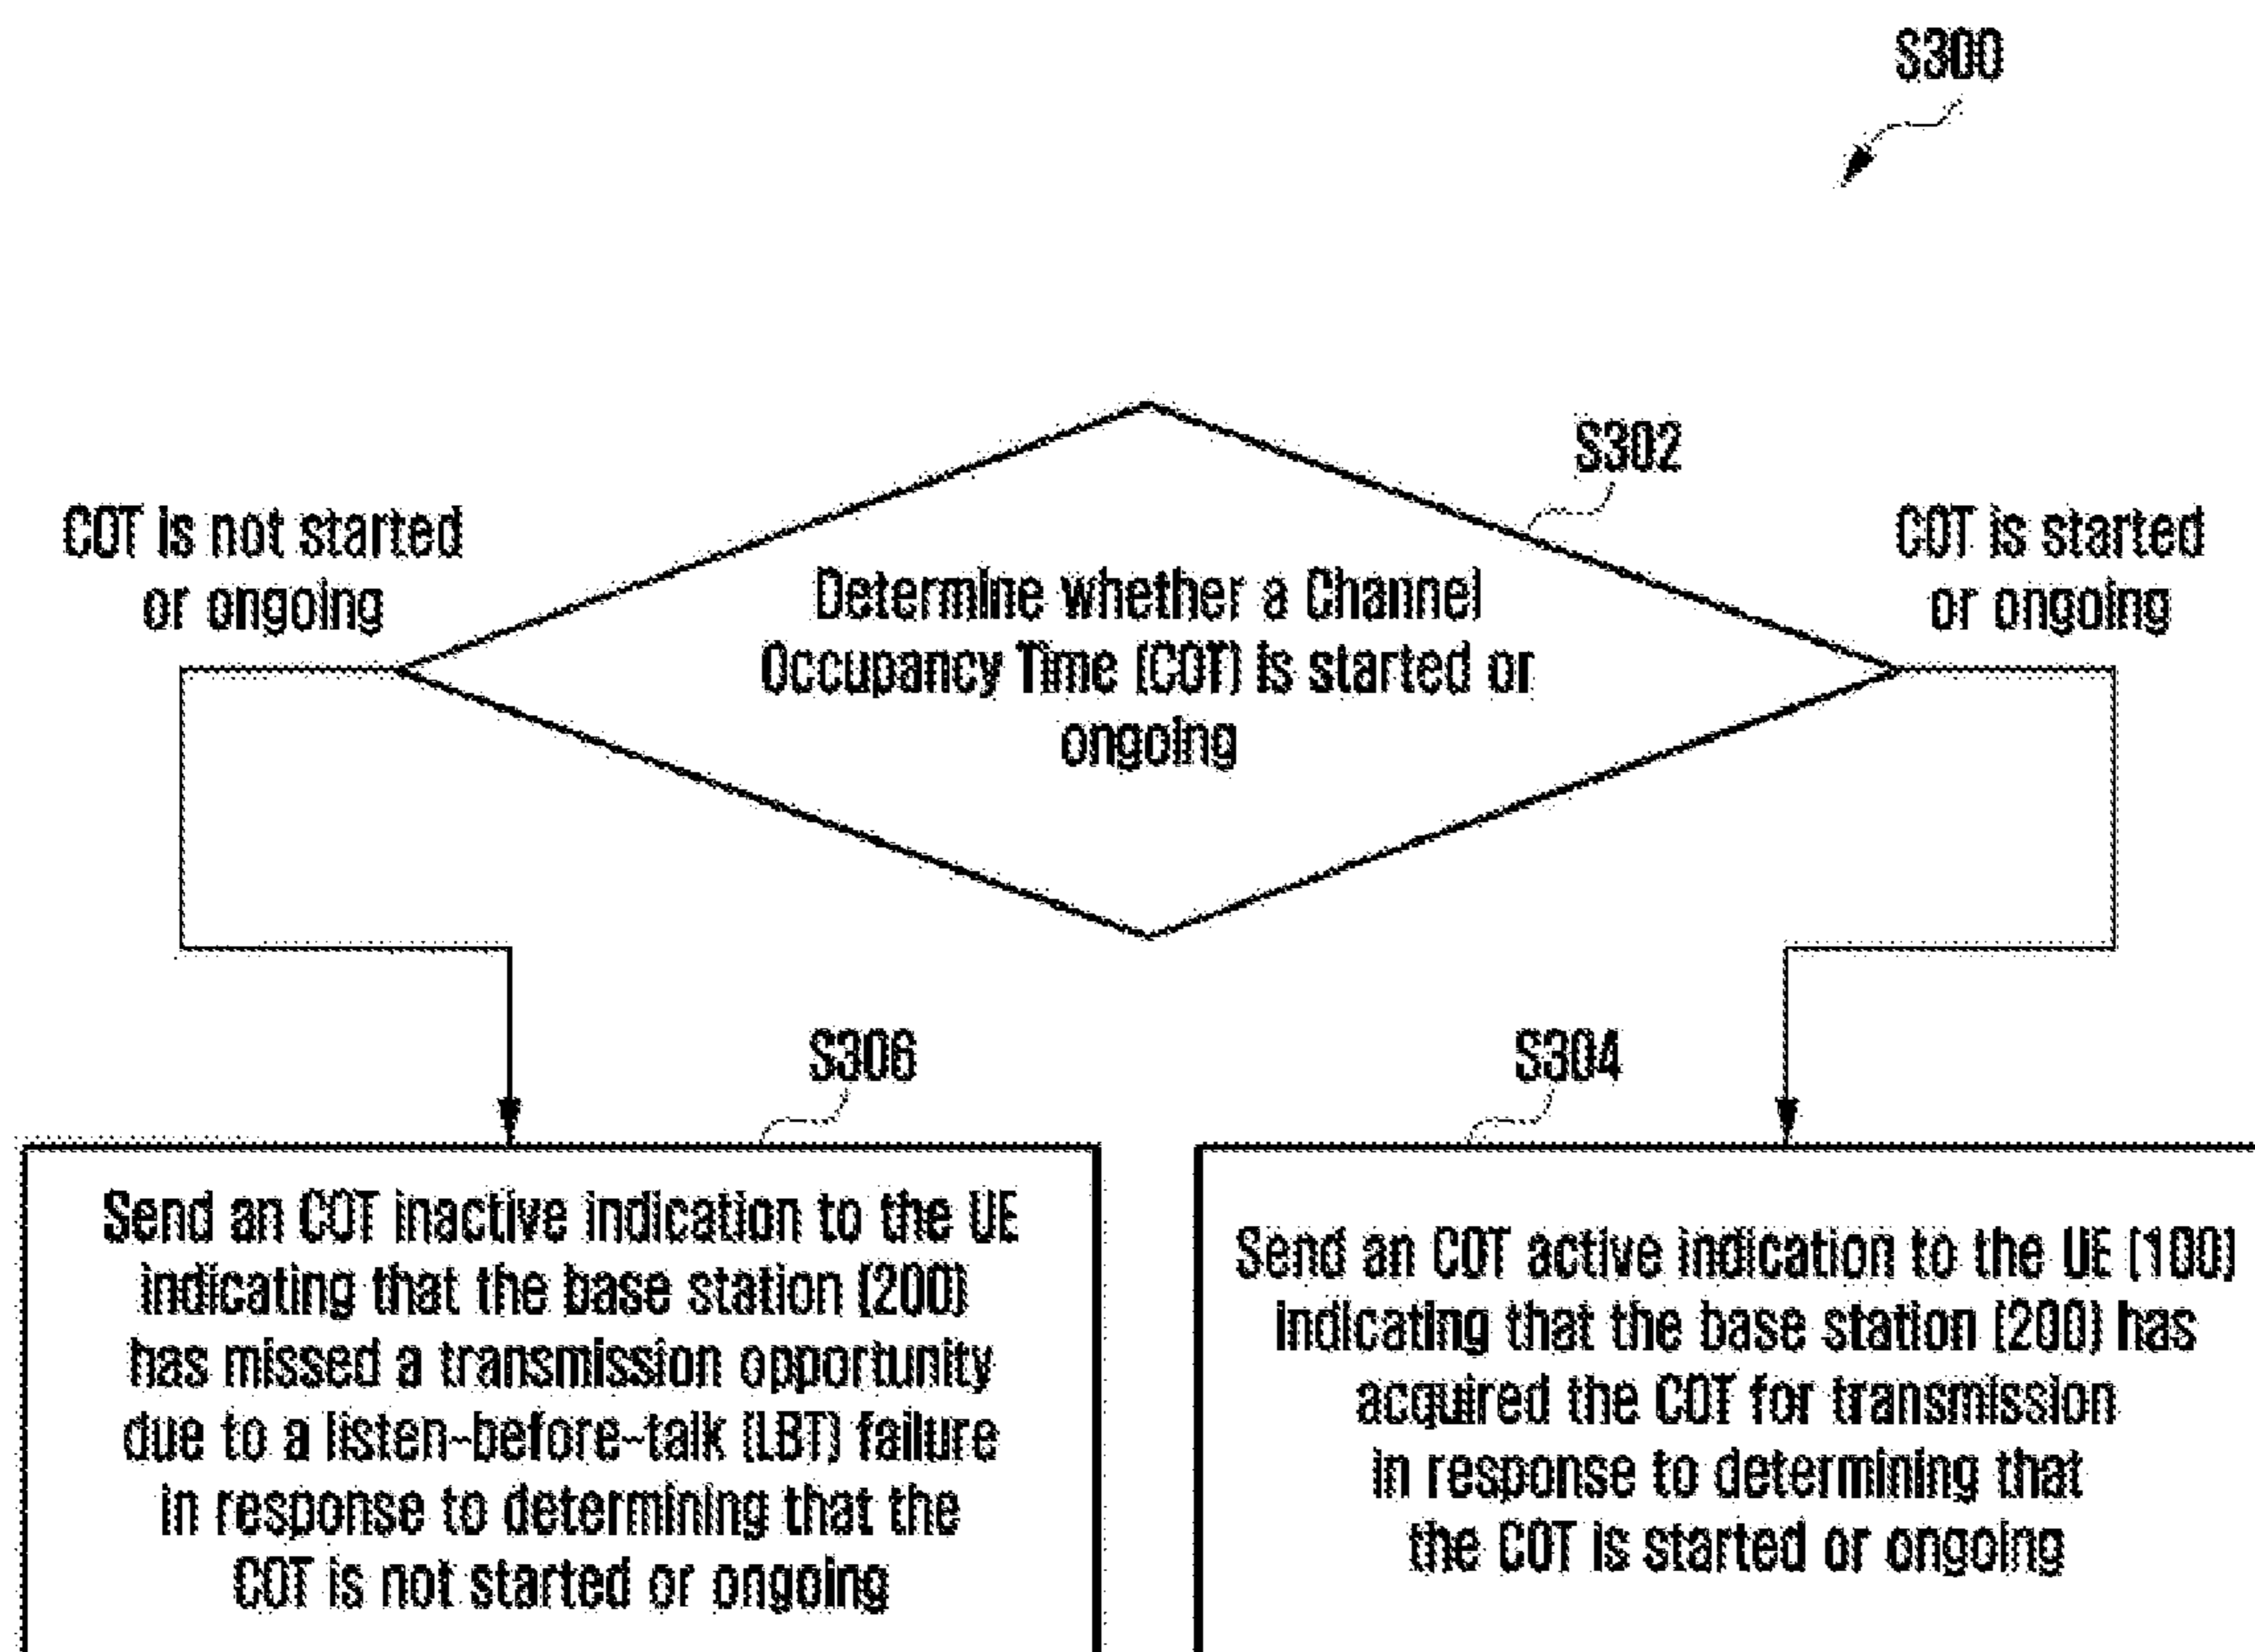 S300
S302
COT is not started
or ongoing
COT is started
or ongoing
Determine whether a Channel
Occupancy Time (COT) is started or
ongoing
S306
S304
Send an COT inactive indication to the UE
indicating that the base station (200)
has missed a transmission opportunity
due to a listen-before-talk (LBT) failure
in response to determining that the
COT is not started or ongoing
Send an COT active indication to the UE (100)
indicating that the base station (200) has
acquired the COT for transmission
in response to determining that
the COT is started or ongoing